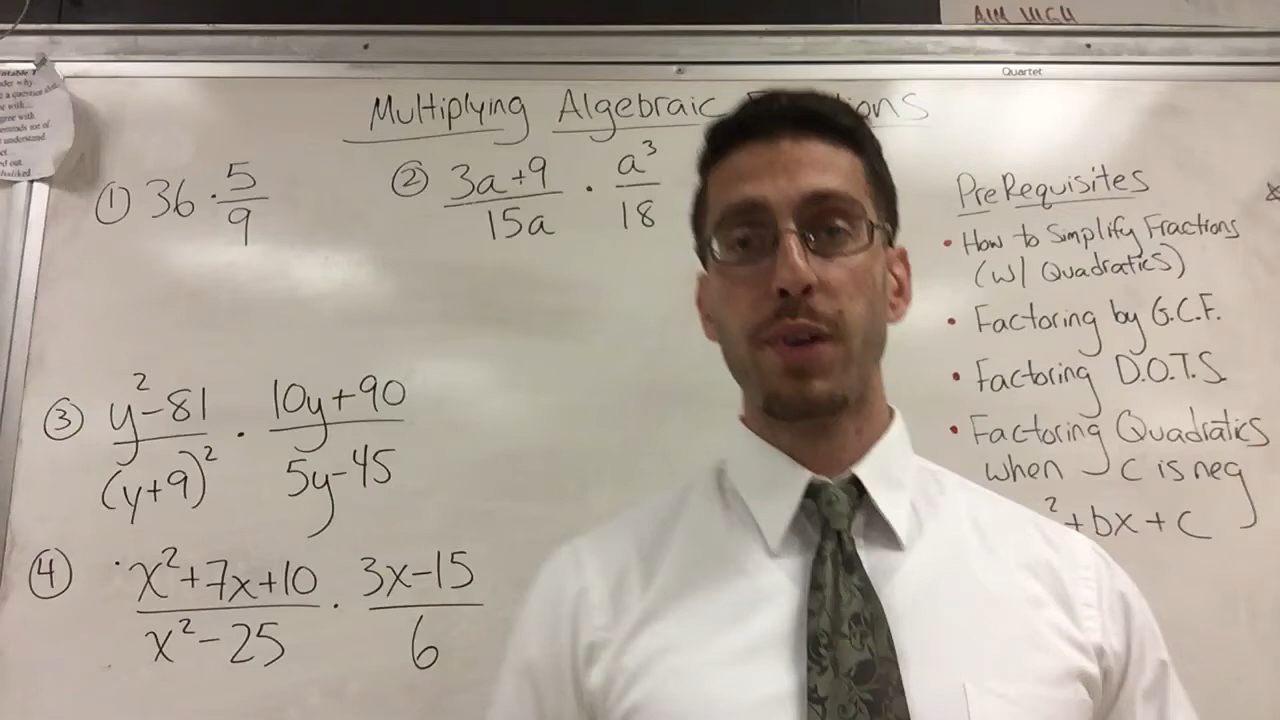 AIM HIGH
Quartet
Multiplying Algebraic
① 36 · 5/9
② (3a+9)/(15a) · a³/18
③ (y²-81)/(y+9)² · (10y+90)/(5y-45)
④ (x²+7x+10)/(x²-25) · (3x-15)/6
PreRequisites
• How to Simplify Fractions
(w/ Quadratics)
• Factoring by G.C.F.
• Factoring D.O.T.S.
• Factoring Quadratics
when C is neg
²+bx+c